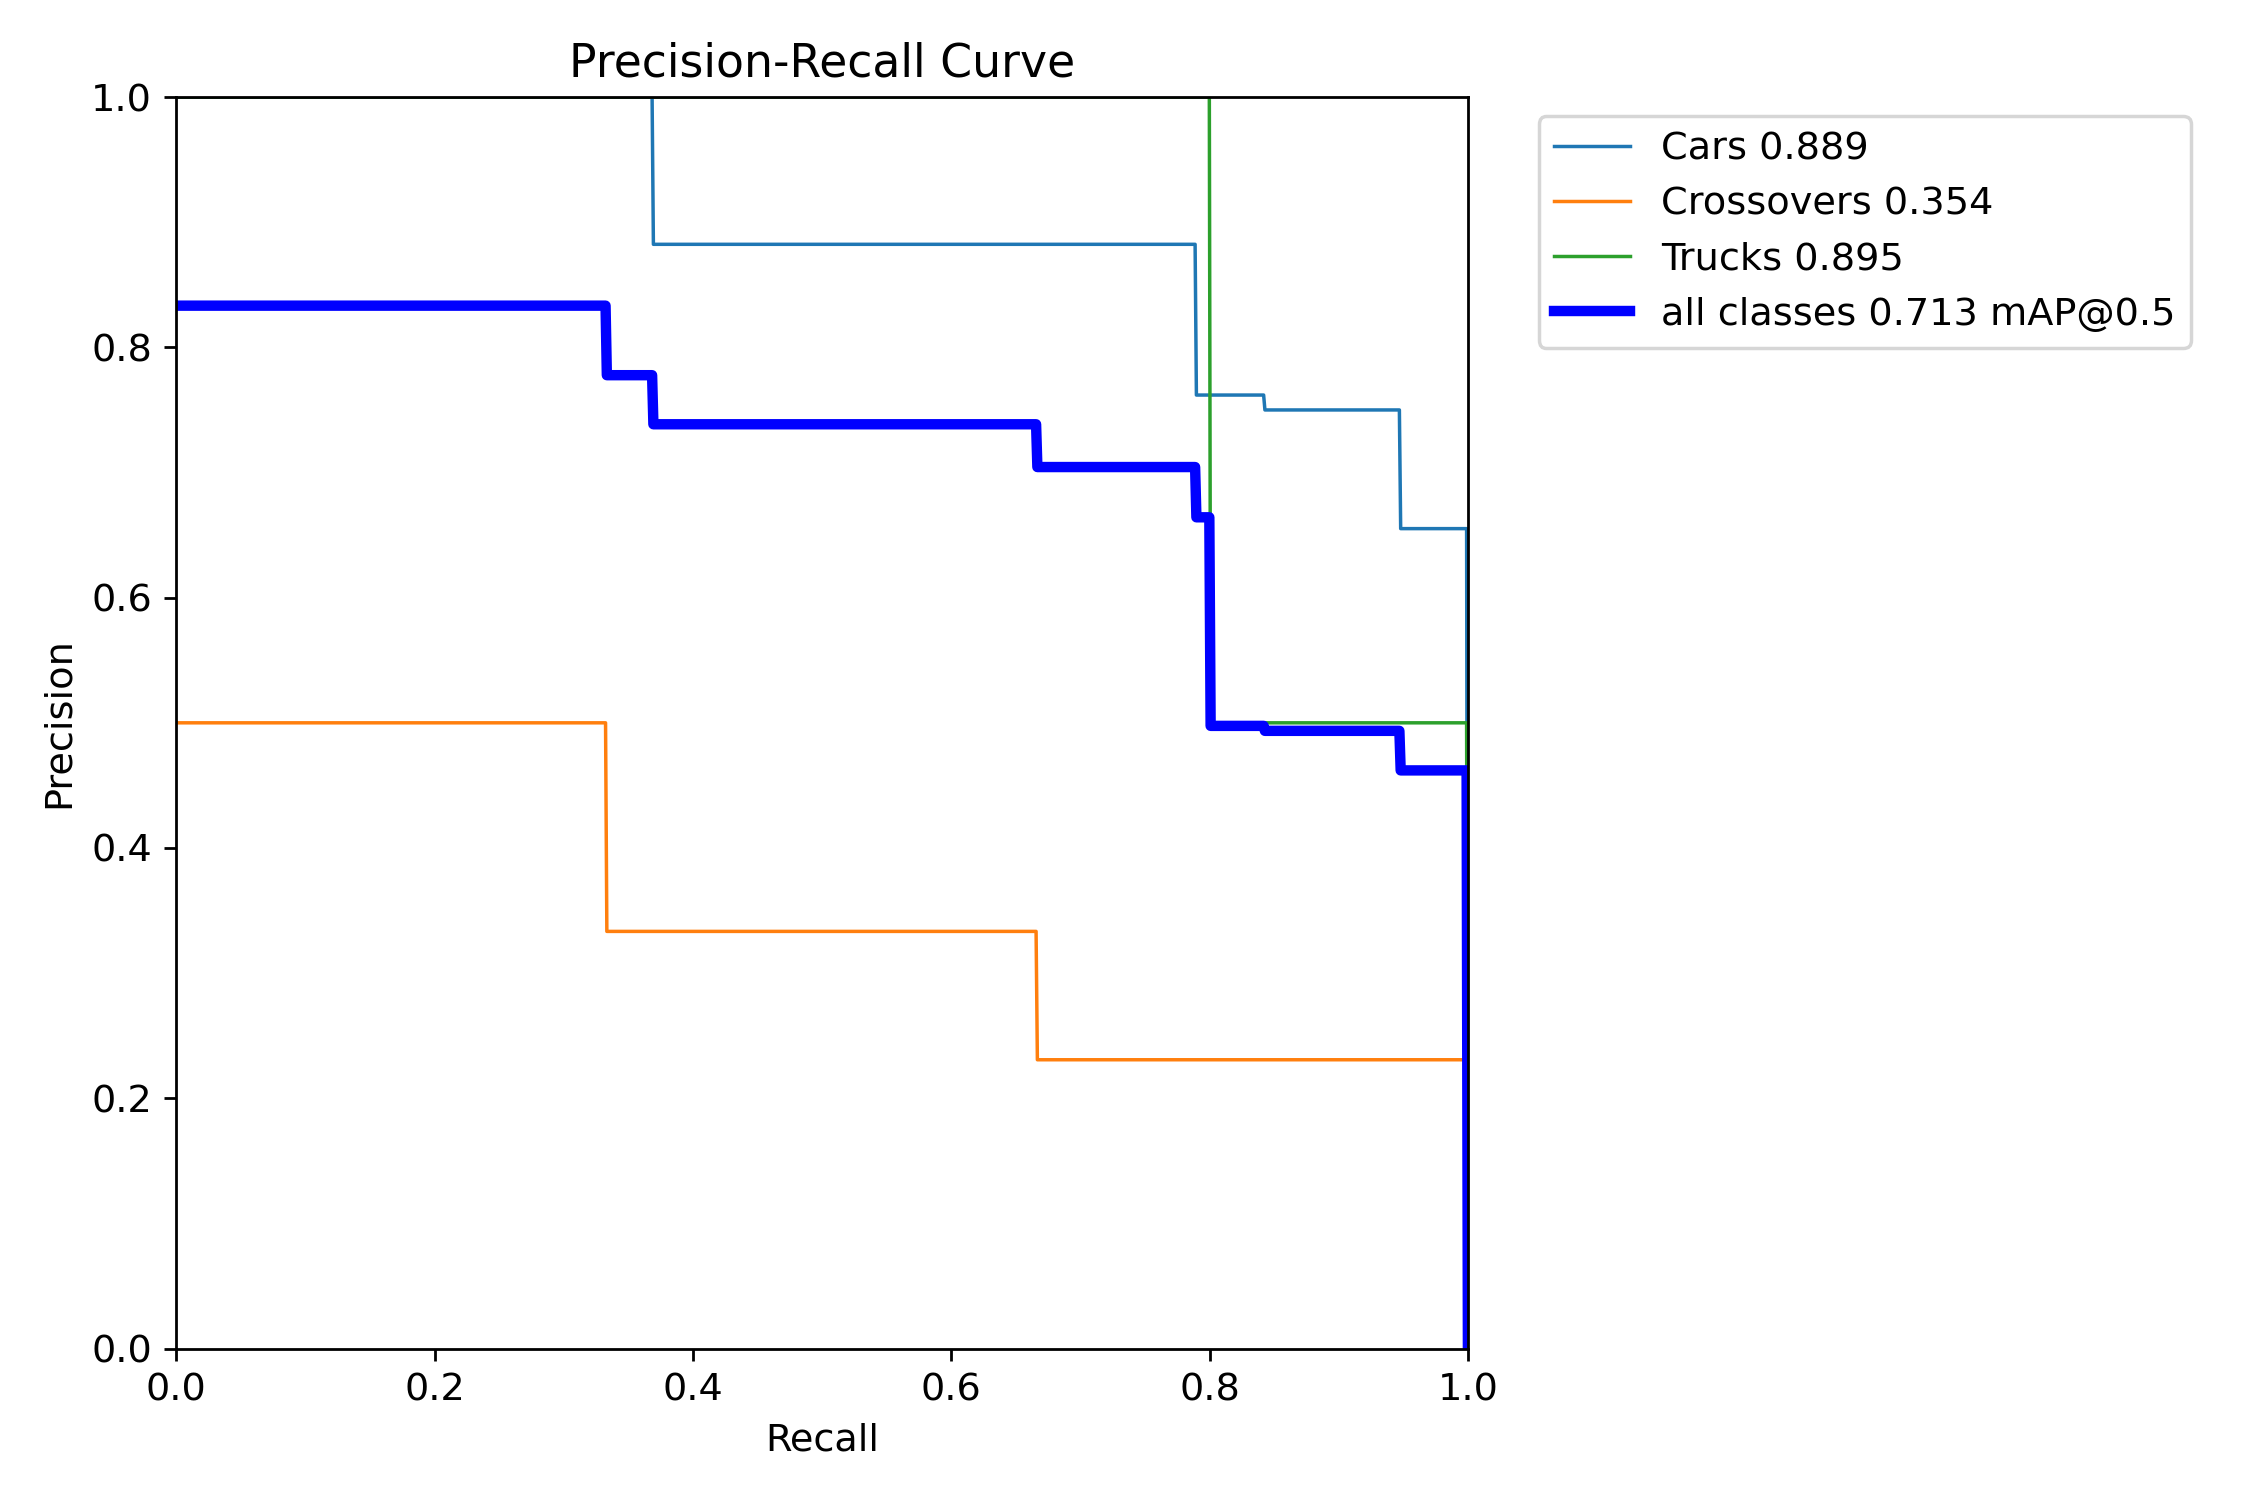 Precision-Recall Curve
1.0
0.8
0.6
0.4
0.2
0.0
Precision
0.0 0.2 0.4 0.6 0.8 1.0
Recall
Cars 0.889
Crossovers 0.354
Trucks 0.895
all classes 0.713 mAP@0.5